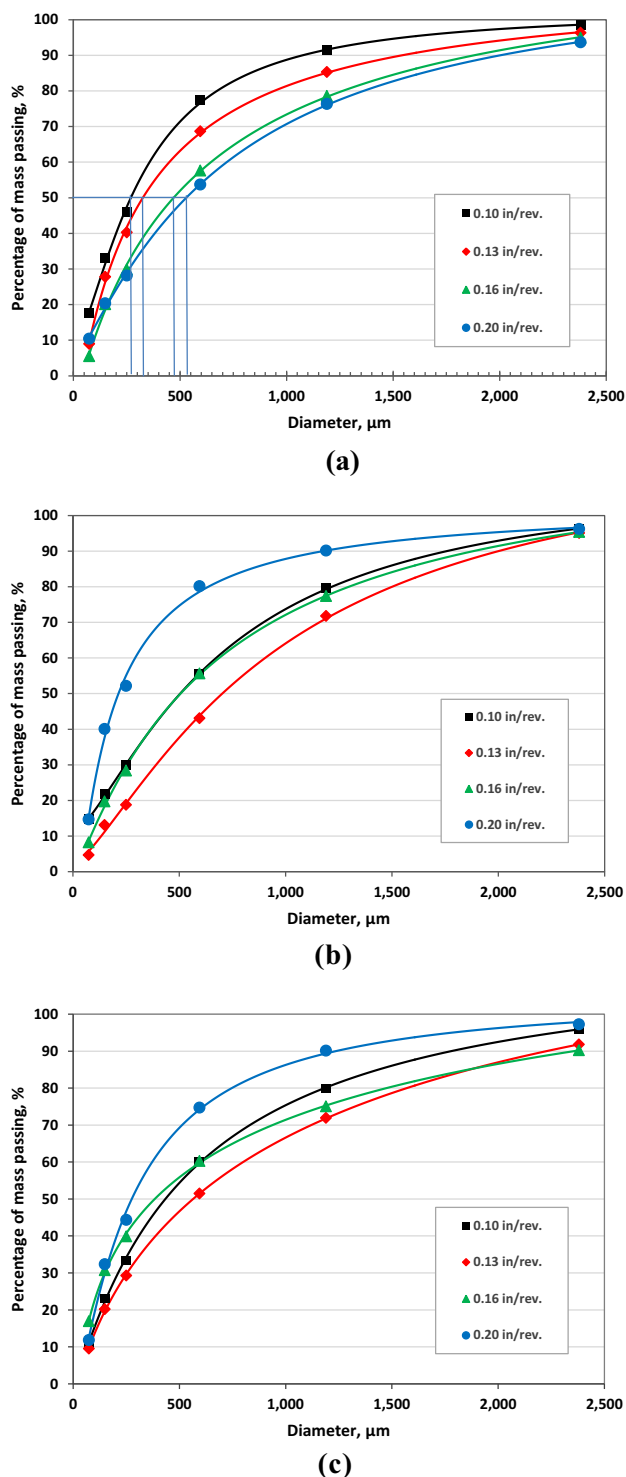 100
90
80
70
60
50
40
30
20
10
0
Percentage of mass passing, %
0.10 in/rev.
0.13 in/rev.
0.16 in/rev.
0.20 in/rev.
0 500 1,000 1,500 2,000 2,500
Diameter, µm
(a)
100
90
80
70
60
50
40
30
20
10
0
Percentage of mass passing, %
0.10 in/rev.
0.13 in/rev.
0.16 in/rev.
0.20 in/rev.
0 500 1,000 1,500 2,000 2,500
Diameter, µm
(b)
100
90
80
70
60
50
40
30
20
10
0
Percentage of mass passing, %
0.10 in/rev.
0.13 in/rev.
0.16 in/rev.
0.20 in/rev.
0 500 1,000 1,500 2,000 2,500
Diameter, µm
(c)